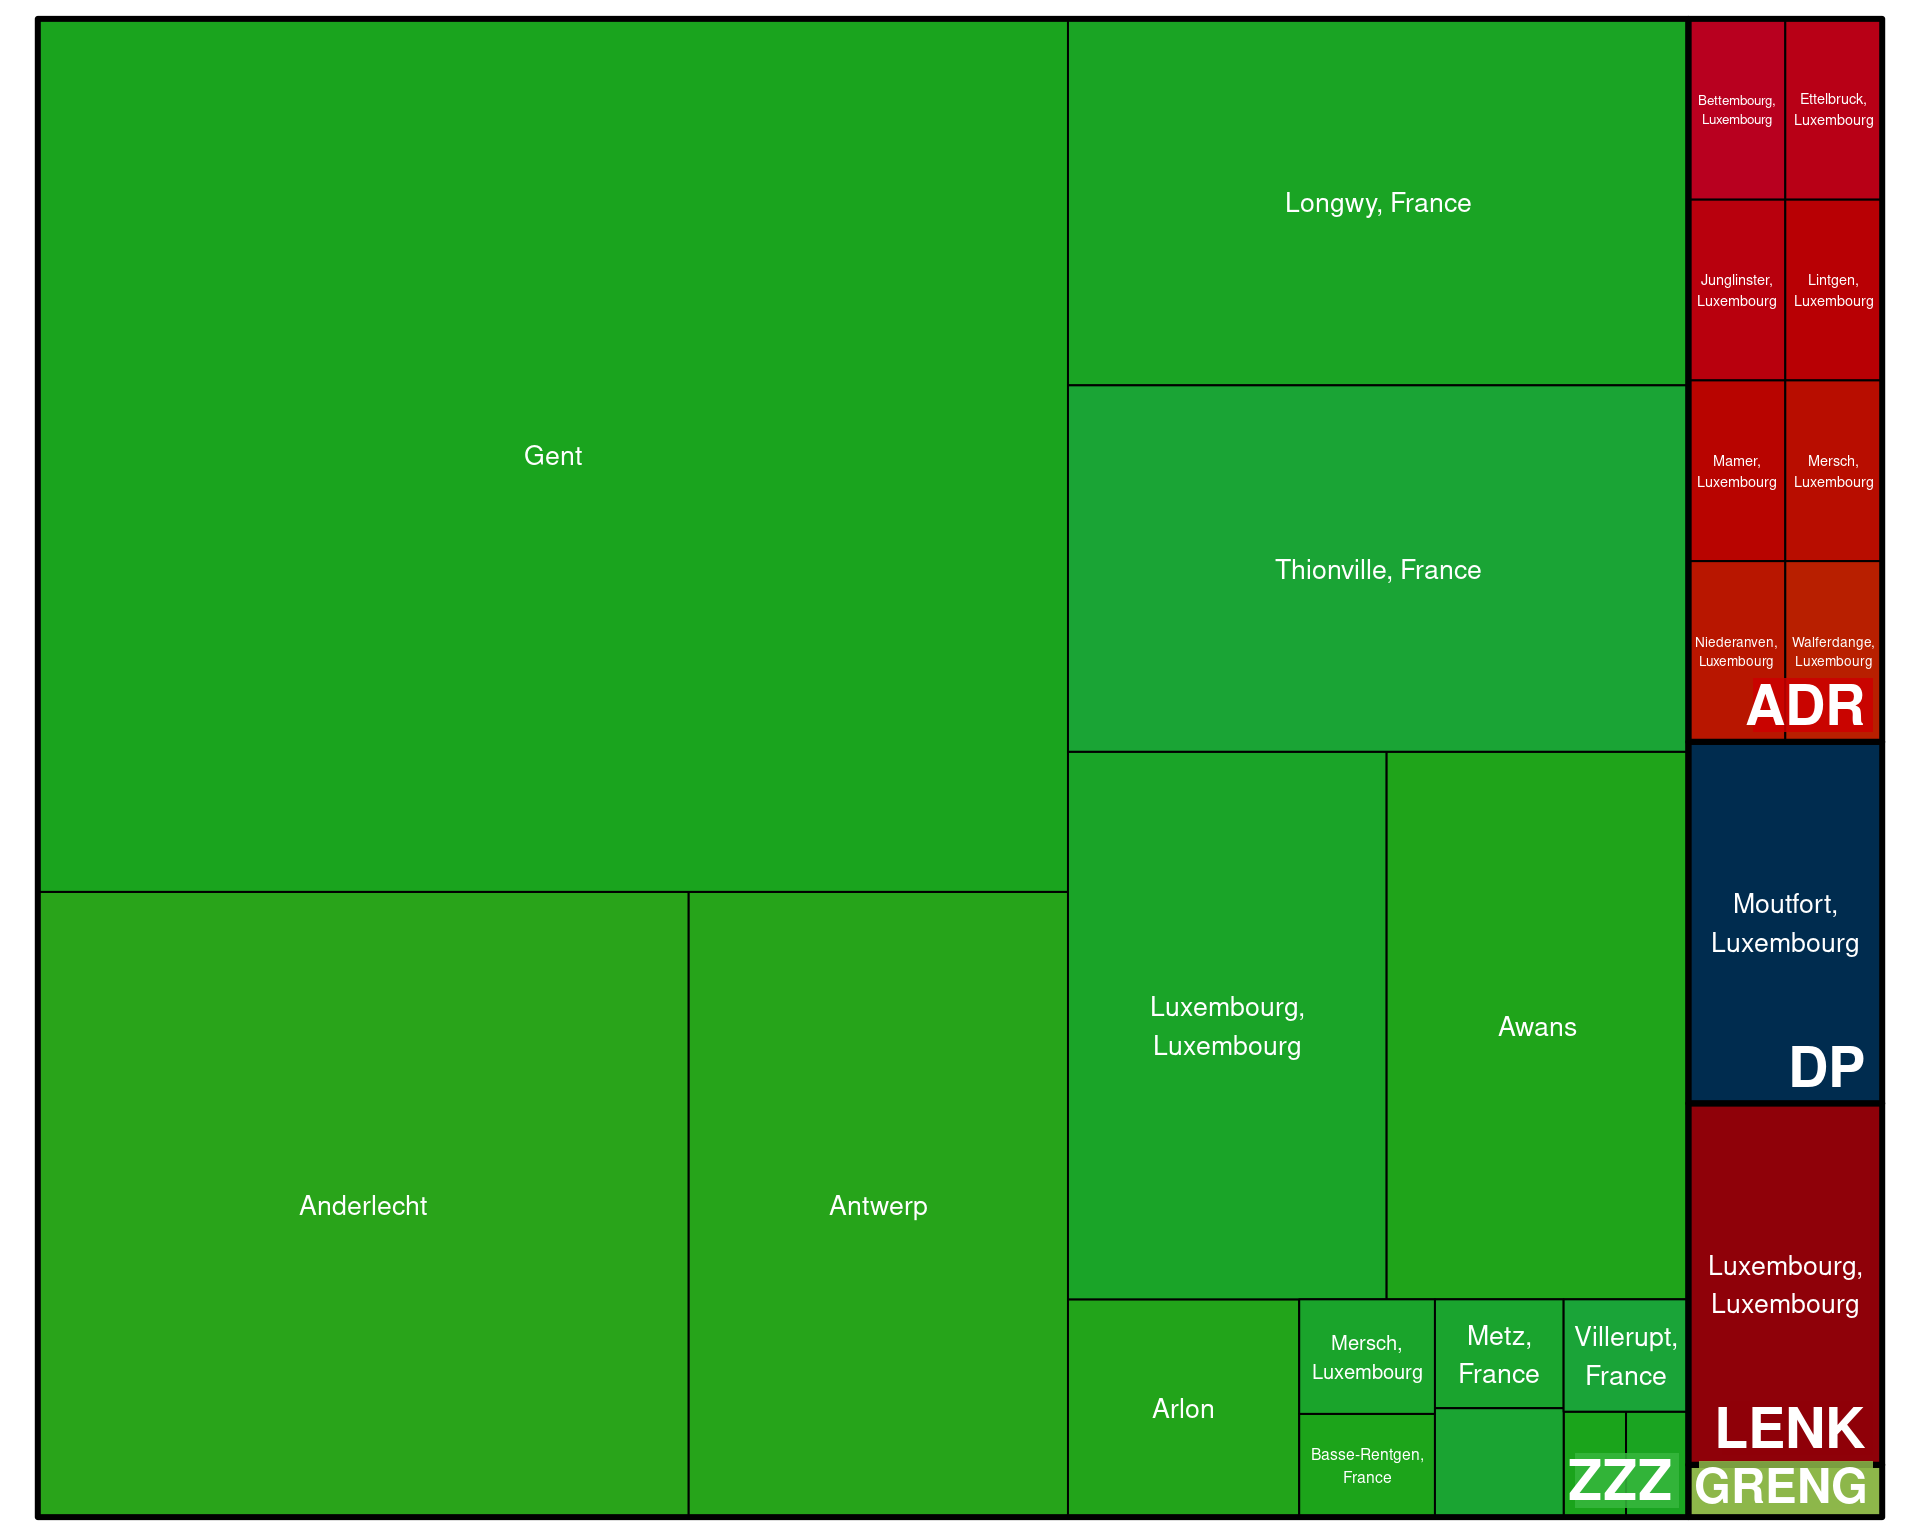 Gent
Longwy, France
Thionville, France
Anderlecht
Antwerp
Luxembourg,
Luxembourg
Awans
Arlon
Mersch,
Luxembourg
Basse-Rentgen,
France
Metz,
France
Villerupt,
France
ZZZ
Bettembourg,
Luxembourg
Ettelbruck,
Luxembourg
Junglinster,
Luxembourg
Lintgen,
Luxembourg
Mamer,
Luxembourg
Mersch,
Luxembourg
Niederanven,
Luxembourg
Walferdange,
Luxembourg
ADR
Moutfort,
Luxembourg
DP
Luxembourg,
Luxembourg
LENK
GRENG